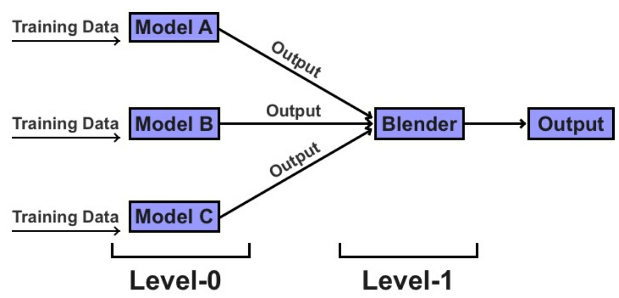 Training Data
Model A
Output
Training Data
Model B
Output
Blender
Output
Output
Training Data
Model C
Level-0
Level-1